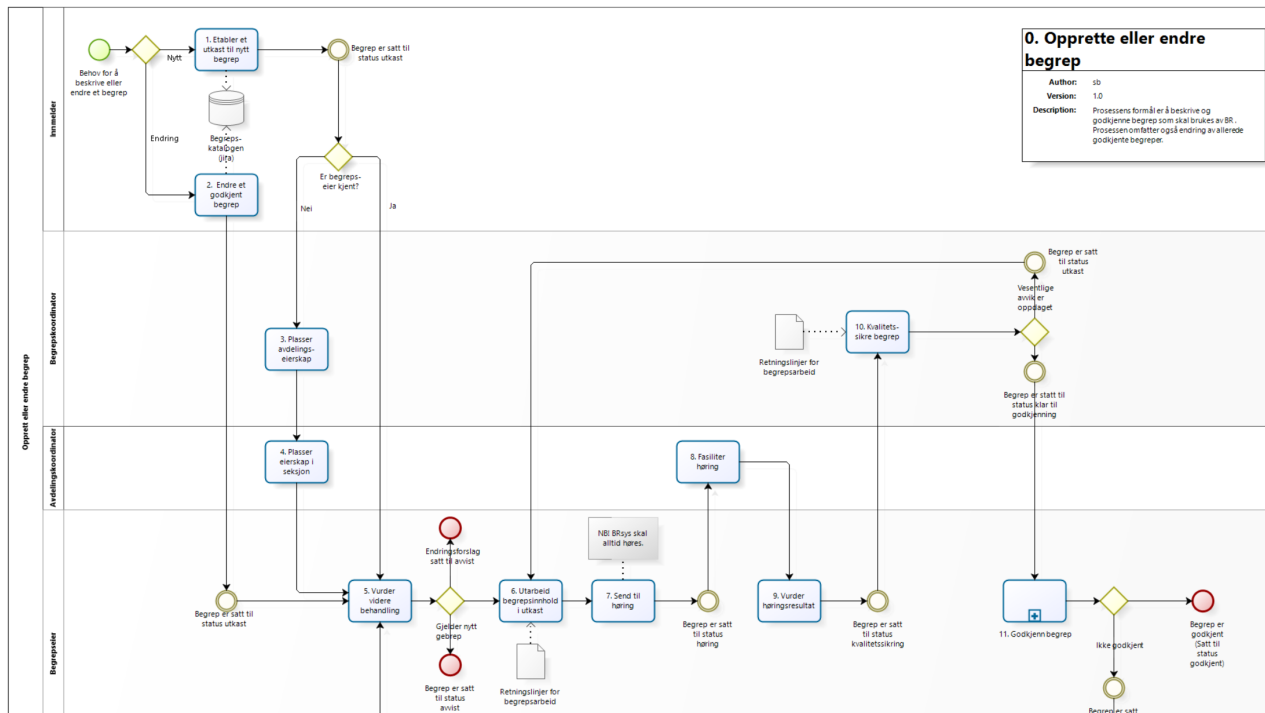 0. Opprette eller endre
begrep
Author: sb
Version: 1.0
Description: Prosessens formål er å beskrive og
godkjenne begrep som skal brukes av BR .
Prosessen omfatter også endring av allerede
godkjente begreper.
Opprett eller endre begrep
Innmelder
Behov for å
beskrive eller
endre et begrep
Nytt
Endring
1. Etabler et
utkast til nytt
begrep
Begreps-
katalogen
(jira)
2. Endre et
godkjent
begrep
Begrep er satt til
status utkast
Er begreps-
eier kjent?
Nei
Ja
Begrepskoordinator
3. Plasser
avdelings-
eierskap
Retningslinjer for
begrepsarbeid
10. Kvalitets-
sikre begrep
Begrep er satt
til status
utkast
Vesentlige
avvik er
oppdaget
Begrep er statt til
status klar til
godkjenning
Avdelingskoordinator
4. Plasser
eierskap i
seksjon
8. Fasiliter
høring
Begrepseier
Begrep er satt til
status utkast
5. Vurder
videre
behandling
Endringsforslag
satt til avvist
Gjelder nytt
gebrep
Begrep er satt
til status
avvist
6. Utarbeid
begrepsinnhold
i utkast
Retningslinjer for
begrepsarbeid
NB! BRsys skal
alltid høres.
7. Send til
høring
Begrep er satt
til status
høring
9. Vurder
høringsresultat
Begrep er satt
til status
kvalitetssikring
11. Godkjenn begrep
Ikke godkjent
Begrep er
godkjent
(Satt til
status
godkjent)
Begrep er satt